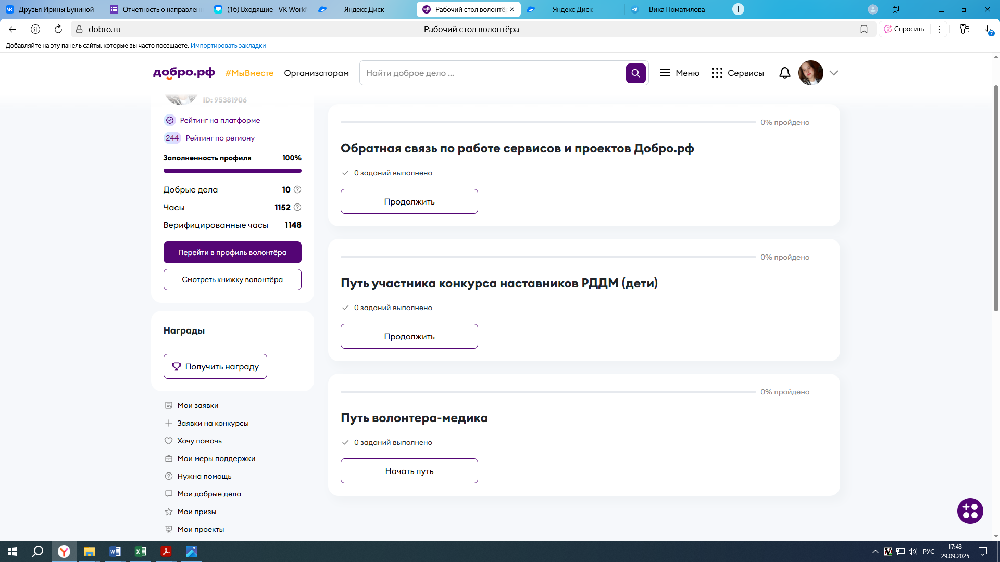 Друзья Ирины Буниной -
Отчетность о направлен
(16) Входящие - VK Work
Яндекс Диск
Рабочий стол волонтёр
Яндекс Диск
Вика Поматилова
dobro.ru
Рабочий стол волонтёра
Спросить
7
Добавляйте на эту панель сайты, которые вы часто посещаете. Импортировать закладки
добро.рф
#МыВместе
Организаторам
Найти доброе дело ...
Меню
Сервисы
ID: 95381906
Рейтинг на платформе
244 Рейтинг по региону
Заполненность профиля 100%
Добрые дела 10
Часы 1152
Верифицированные часы 1148
Перейти в профиль волонтёра
Смотреть книжку волонтёра
Награды
Получить награду
Мои заявки
Заявки на конкурсы
Хочу помочь
Мои меры поддержки
Нужна помощь
Мои добрые дела
Мои призы
Мои проекты
0% пройдено
Обратная связь по работе сервисов и проектов Добро.рф
0 заданий выполнено
Продолжить
0% пройдено
Путь участника конкурса наставников РДДМ (дети)
0 заданий выполнено
Продолжить
0% пройдено
Путь волонтера-медика
0 заданий выполнено
Начать путь
РУС
17:43
29.09.2025